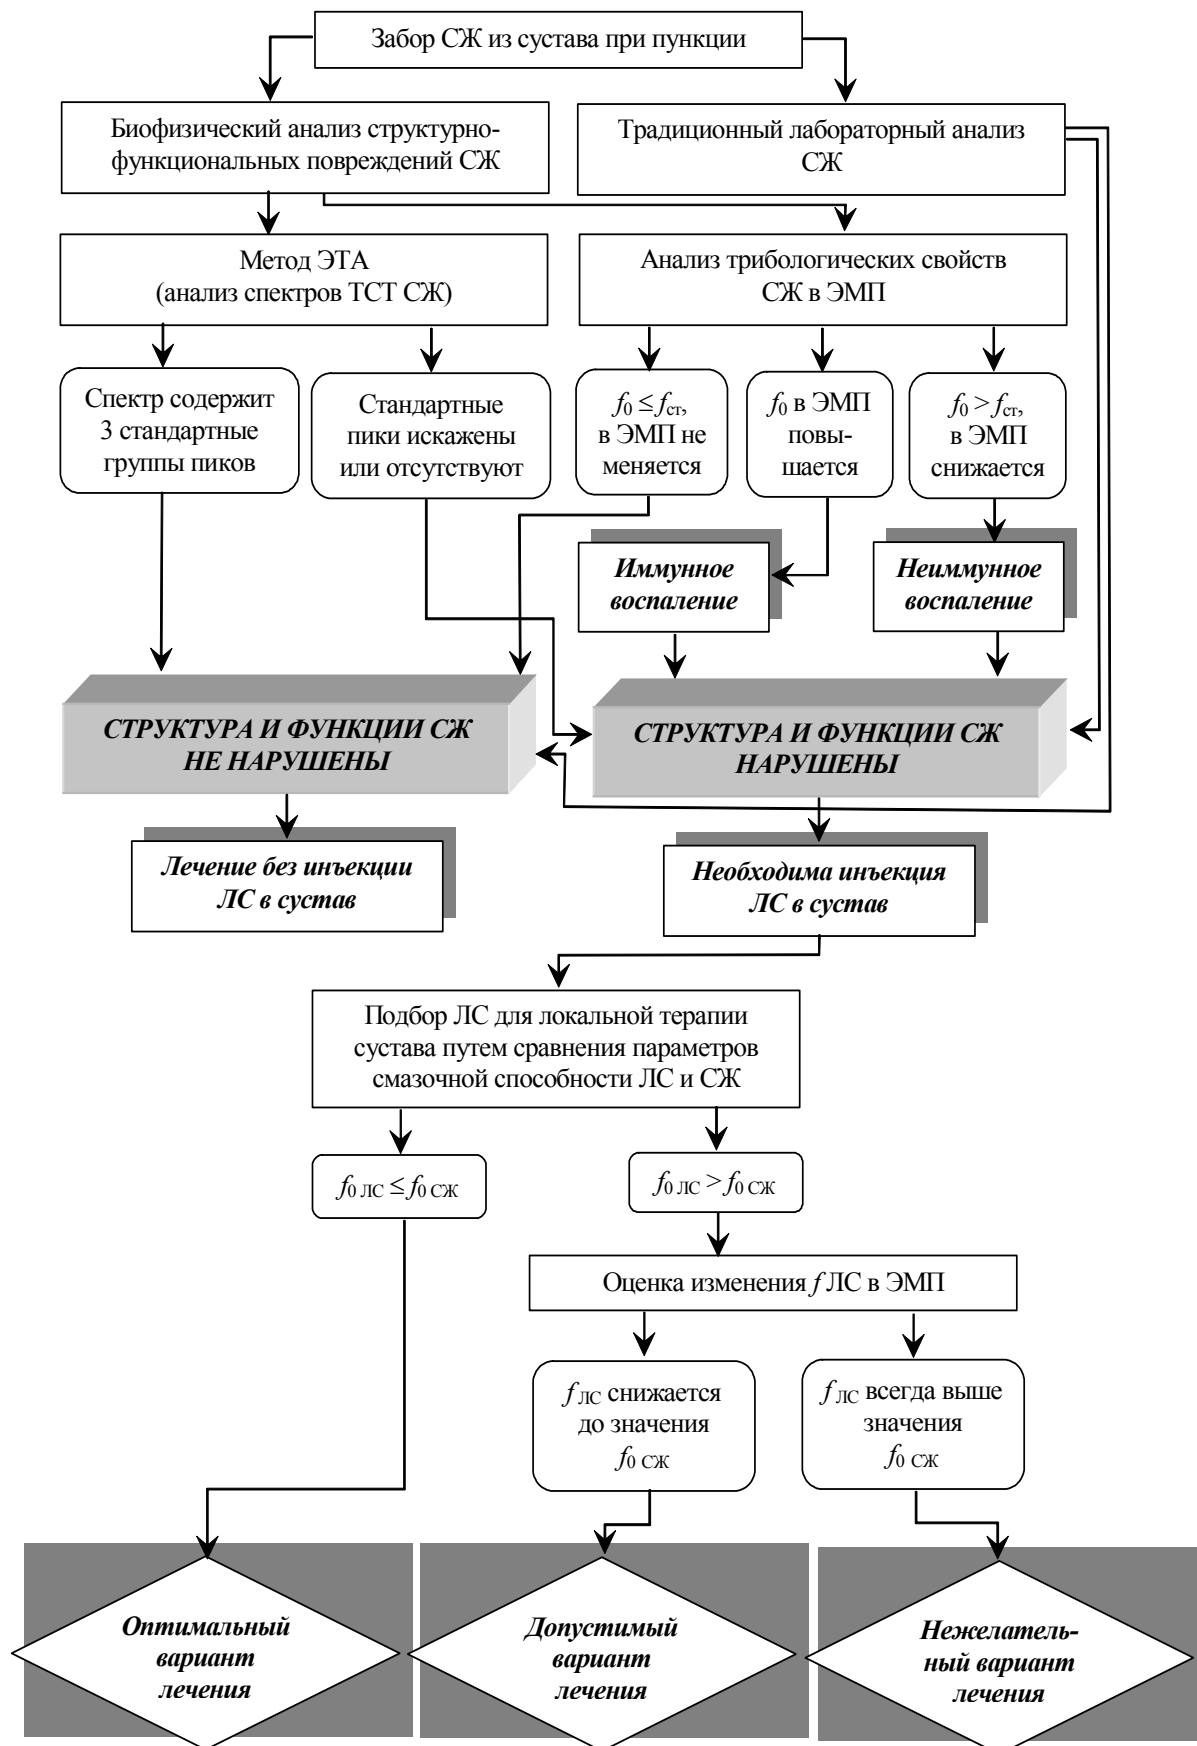 Забор СЖ из сустава при пункции
Биофизический анализ структурно-
функциональных повреждений СЖ
Традиционный лабораторный анализ
СЖ
Метод ЭТА
(анализ спектров ТСТ СЖ)
Анализ трибологических свойств
СЖ в ЭМП
Спектр содержит
3 стандартные
группы пиков
Стандартные
пики искажены
или отсутствуют
f0 ≤ fст,
в ЭМП не
меняется
f0 в ЭМП
повы-
шается
f0 > fст,
в ЭМП
снижается
Иммунное
воспаление
Неиммунное
воспаление
СТРУКТУРА И ФУНКЦИИ СЖ
НЕ НАРУШЕНЫ
СТРУКТУРА И ФУНКЦИИ СЖ
НАРУШЕНЫ
Лечение без инъекции
ЛС в сустав
Необходима инъекция
ЛС в сустав
Подбор ЛС для локальной терапии
сустава путем сравнения параметров
смазочной способности ЛС и СЖ
f0 ЛС ≤ f0 СЖ
f0 ЛС > f0 СЖ
Оценка изменения f ЛС в ЭМП
f ЛС снижается
до значения
f0 СЖ
f ЛС всегда выше
значения
f0 СЖ
Оптимальный
вариант
лечения
Допустимый
вариант
лечения
Нежелатель-
ный вариант
лечения